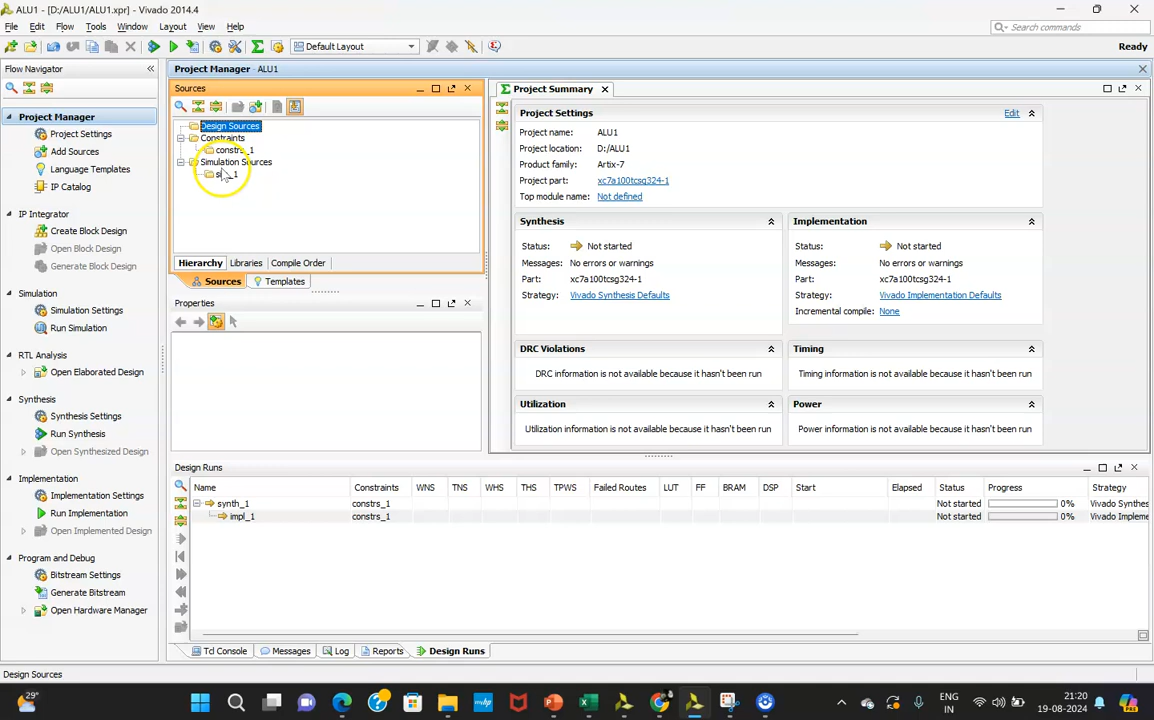 ALU1 - [D:/ALU1/ALU1.xpr] - Vivado 2014.4
File Edit Flow Tools Window Layout View Help
Search commands
Default Layout
Ready
Flow Navigator
Project Manager - ALU1
Project Manager
Project Settings
Add Sources
Language Templates
IP Catalog
IP Integrator
Create Block Design
Open Block Design
Generate Block Design
Simulation
Simulation Settings
Run Simulation
RTL Analysis
Open Elaborated Design
Synthesis
Synthesis Settings
Run Synthesis
Open Synthesized Design
Implementation
Implementation Settings
Run Implementation
Open Implemented Design
Program and Debug
Bitstream Settings
Generate Bitstream
Open Hardware Manager
Sources
Design Sources
Constraints
constrs_1
Simulation Sources
Hierarchy Libraries Compile Order
Sources Templates
Properties
Project Summary
Project Settings Edit
Project name: ALU1
Project location: D:/ALU1
Product family: Artix-7
Project part: xc7a100tcsg324-1
Top module name: Not defined
Synthesis
Status: Not started
Messages: No errors or warnings
Part: xc7a100tcsg324-1
Strategy: Vivado Synthesis Defaults
Implementation
Status: Not started
Messages: No errors or warnings
Part: xc7a100tcsg324-1
Strategy: Vivado Implementation Defaults
Incremental compile: None
DRC Violations
DRC information is not available because it hasn't been run
Timing
Timing information is not available because it hasn't been run
Utilization
Utilization information is not available because it hasn't been run
Power
Power information is not available because it hasn't been run
Design Runs
Name Constraints WNS TNS WHS THS TPWS Failed Routes LUT FF BRAM DSP Start Elapsed Status Progress Strategy
synth_1 constrs_1 Not started 0% Vivado Synthes
impl_1 constrs_1 Not started 0% Vivado Impleme
Tcl Console Messages Log Reports Design Runs
Design Sources
29°
ENG
IN
21:20
19-08-2024